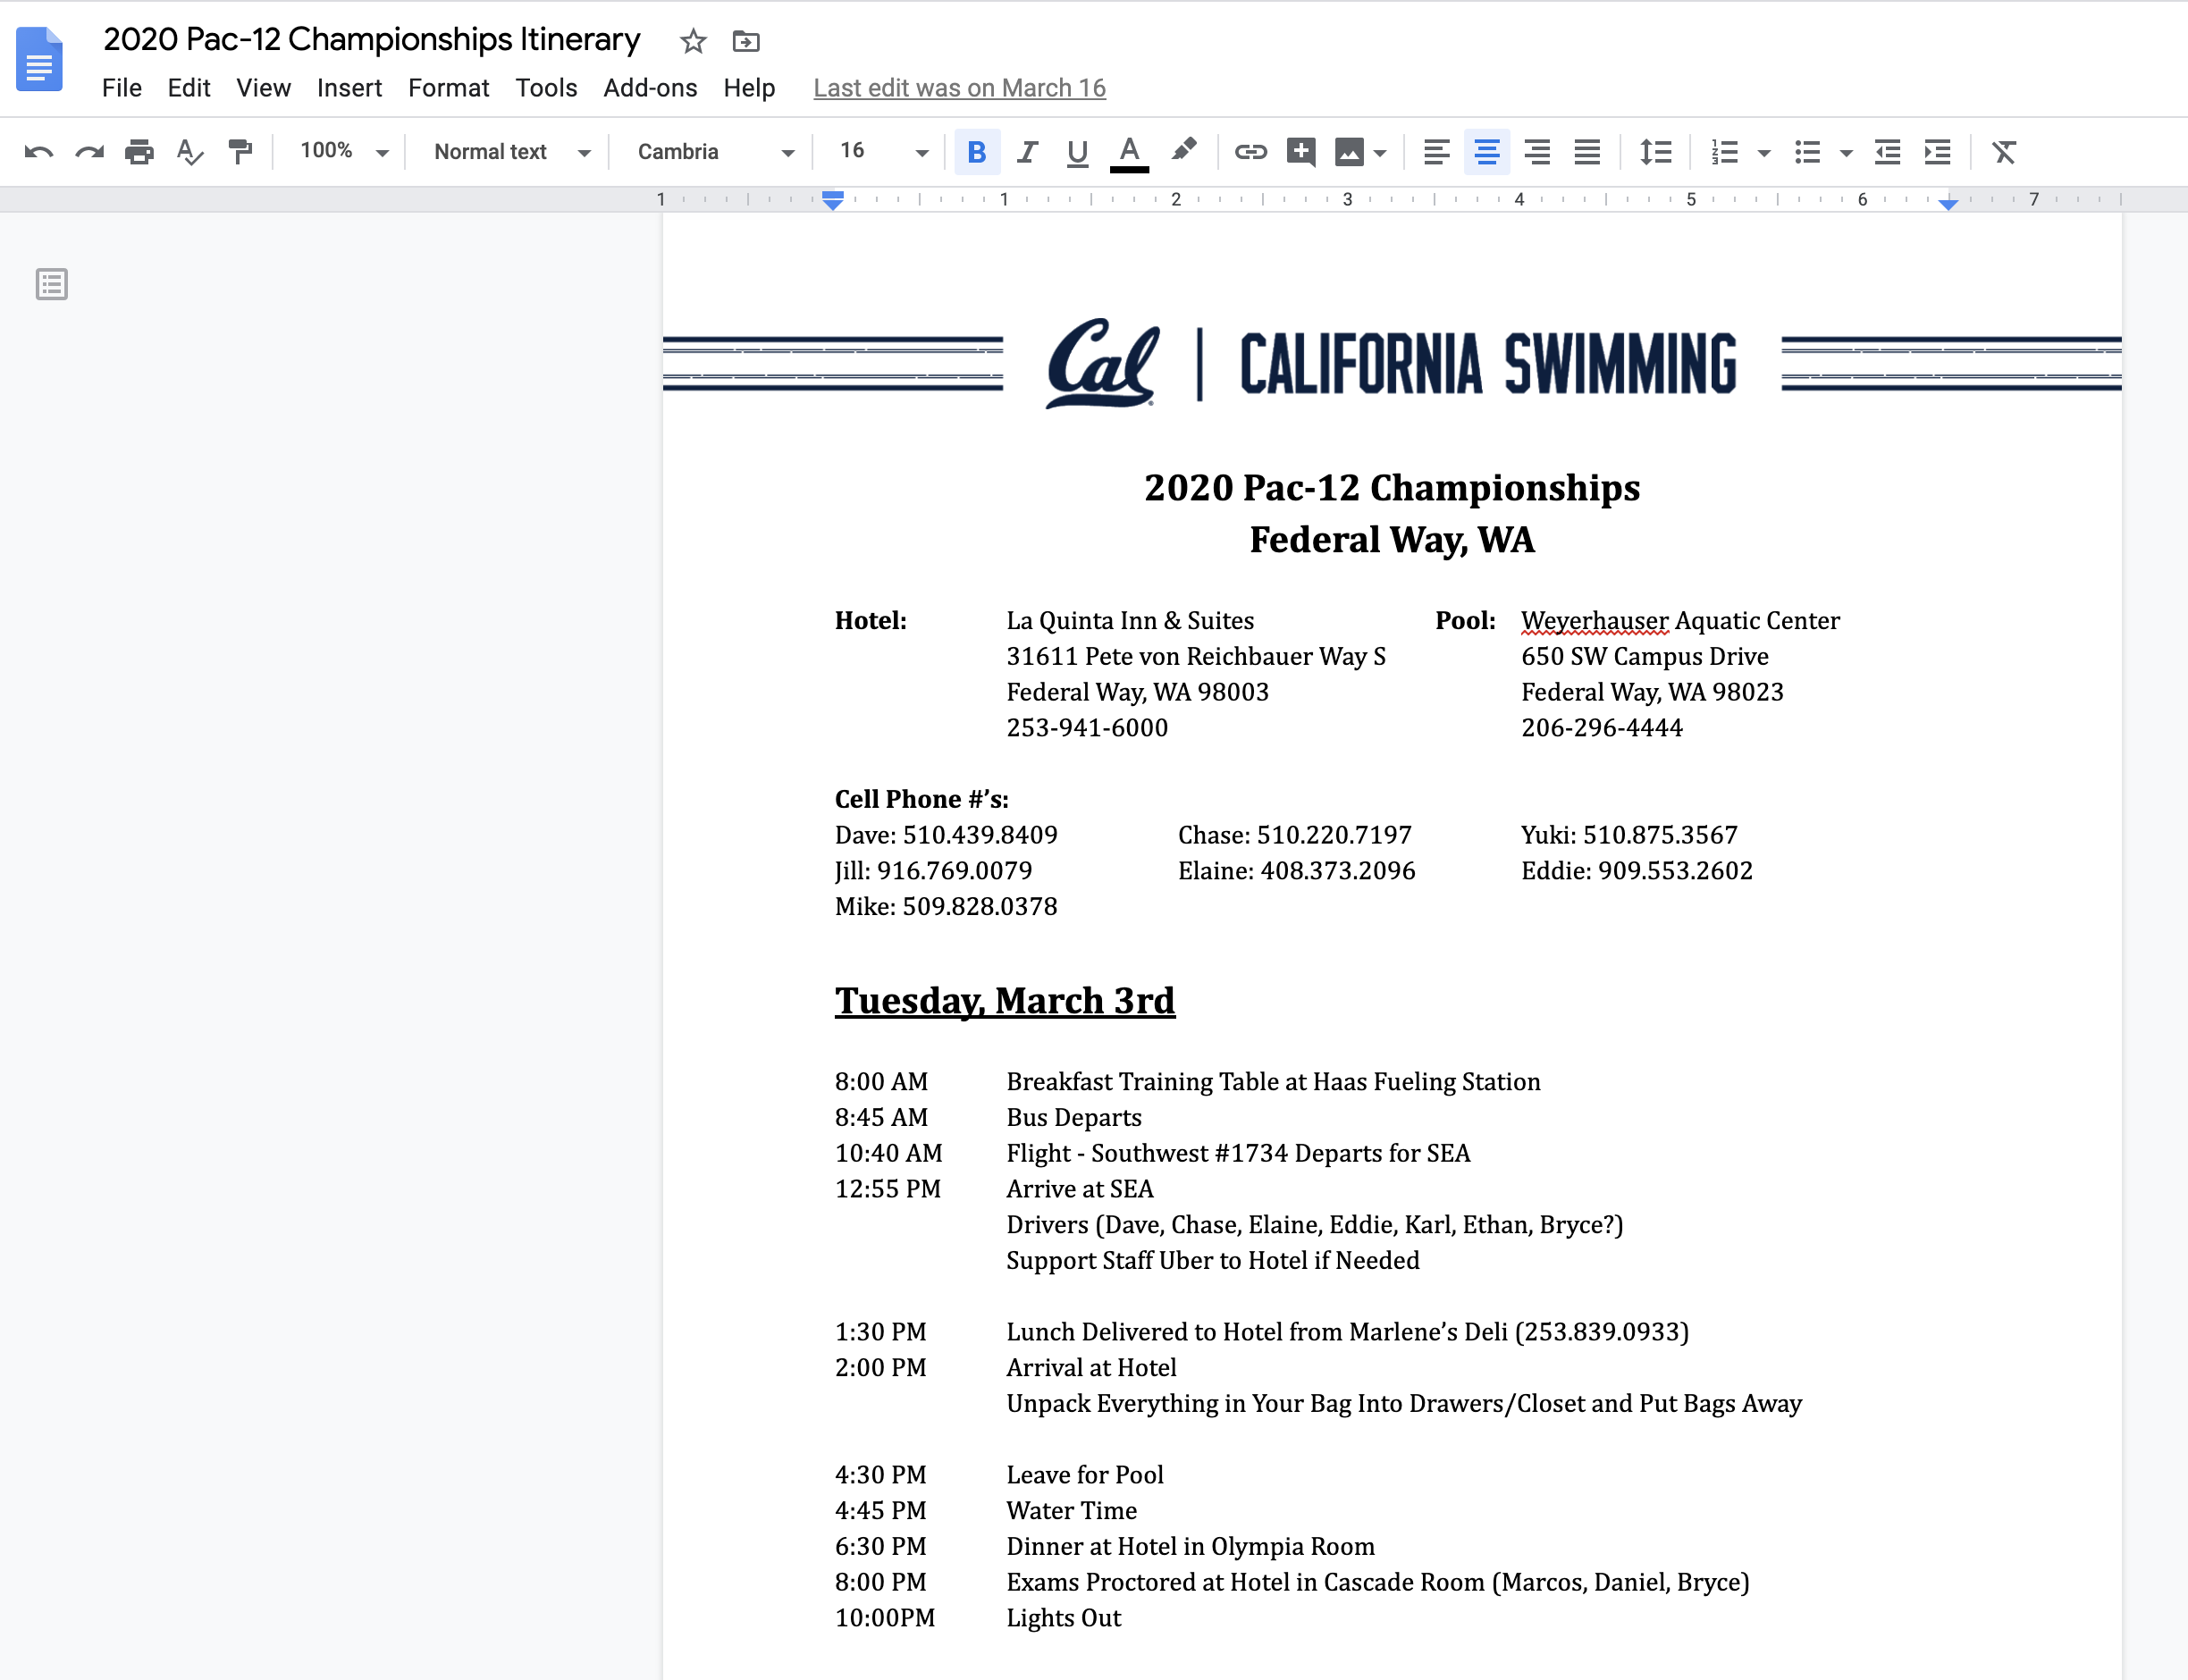 2020 Pac-12 Championships Itinerary
File Edit View Insert Format Tools Add-ons Help Last edit was on March 16
100% Normal text Cambria 16 B I U A
1 1 2 3 4 5 6 7
Cal | CALIFORNIA SWIMMING
2020 Pac-12 Championships
Federal Way, WA
Hotel: La Quinta Inn & Suites Pool: Weyerhauser Aquatic Center
31611 Pete von Reichbauer Way S 650 SW Campus Drive
Federal Way, WA 98003 Federal Way, WA 98023
253-941-6000 206-296-4444
Cell Phone #’s:
Dave: 510.439.8409 Chase: 510.220.7197 Yuki: 510.875.3567
Jill: 916.769.0079 Elaine: 408.373.2096 Eddie: 909.553.2602
Mike: 509.828.0378
Tuesday, March 3rd
8:00 AM Breakfast Training Table at Haas Fueling Station
8:45 AM Bus Departs
10:40 AM Flight - Southwest #1734 Departs for SEA
12:55 PM Arrive at SEA
Drivers (Dave, Chase, Elaine, Eddie, Karl, Ethan, Bryce?)
Support Staff Uber to Hotel if Needed
1:30 PM Lunch Delivered to Hotel from Marlene’s Deli (253.839.0933)
2:00 PM Arrival at Hotel
Unpack Everything in Your Bag Into Drawers/Closet and Put Bags Away
4:30 PM Leave for Pool
4:45 PM Water Time
6:30 PM Dinner at Hotel in Olympia Room
8:00 PM Exams Proctored at Hotel in Cascade Room (Marcos, Daniel, Bryce)
10:00PM Lights Out